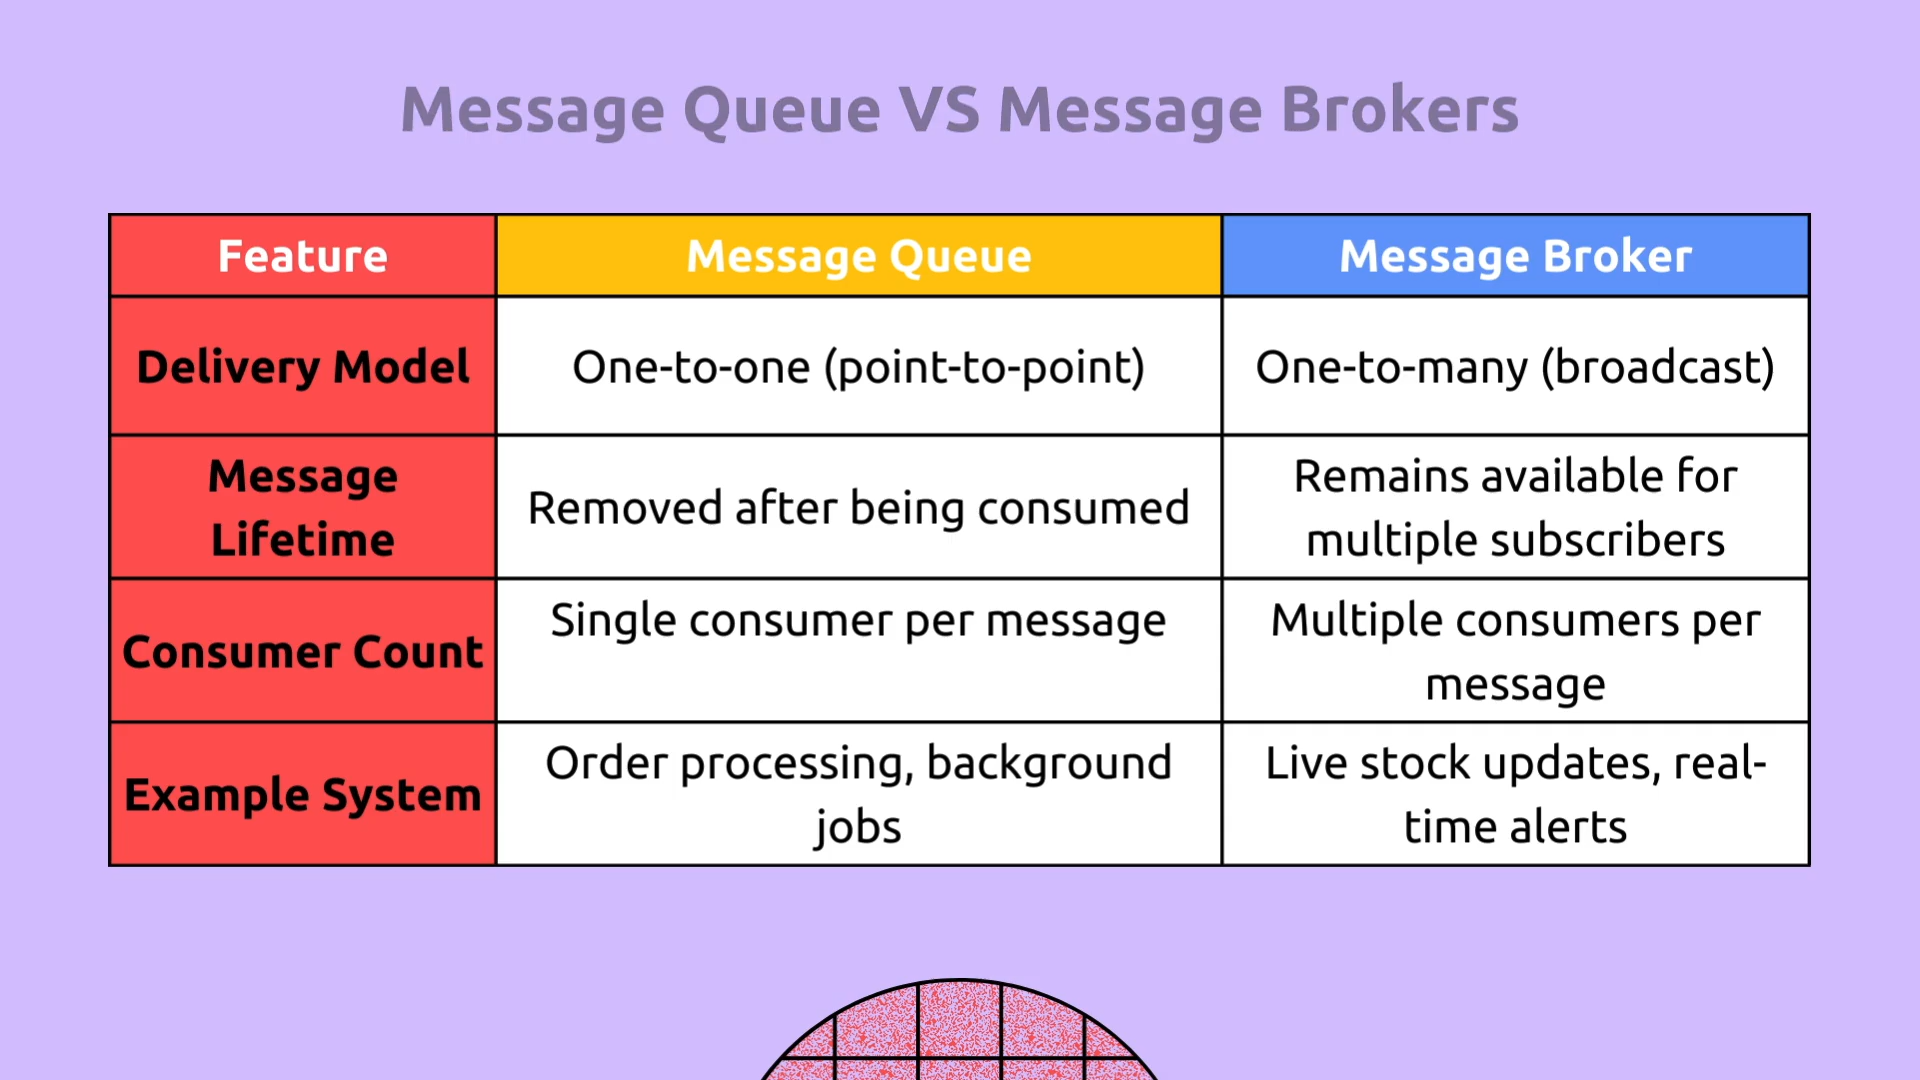 Message Queue VS Message Brokers
Feature
Message Queue
Message Broker
Delivery Model
One-to-one (point-to-point)
One-to-many (broadcast)
Message
Lifetime
Removed after being consumed
Remains available for
multiple subscribers
Consumer Count
Single consumer per message
Multiple consumers per
message
Example System
Order processing, background
jobs
Live stock updates, real-
time alerts